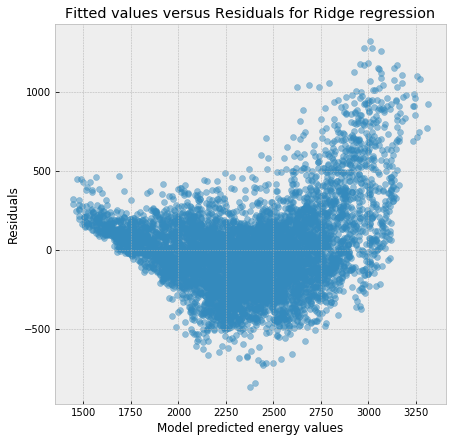 Fitted values versus Residuals for Ridge regression
1000
500
0
−500
Residuals
1500 1750 2000 2250 2500 2750 3000 3250
Model predicted energy values